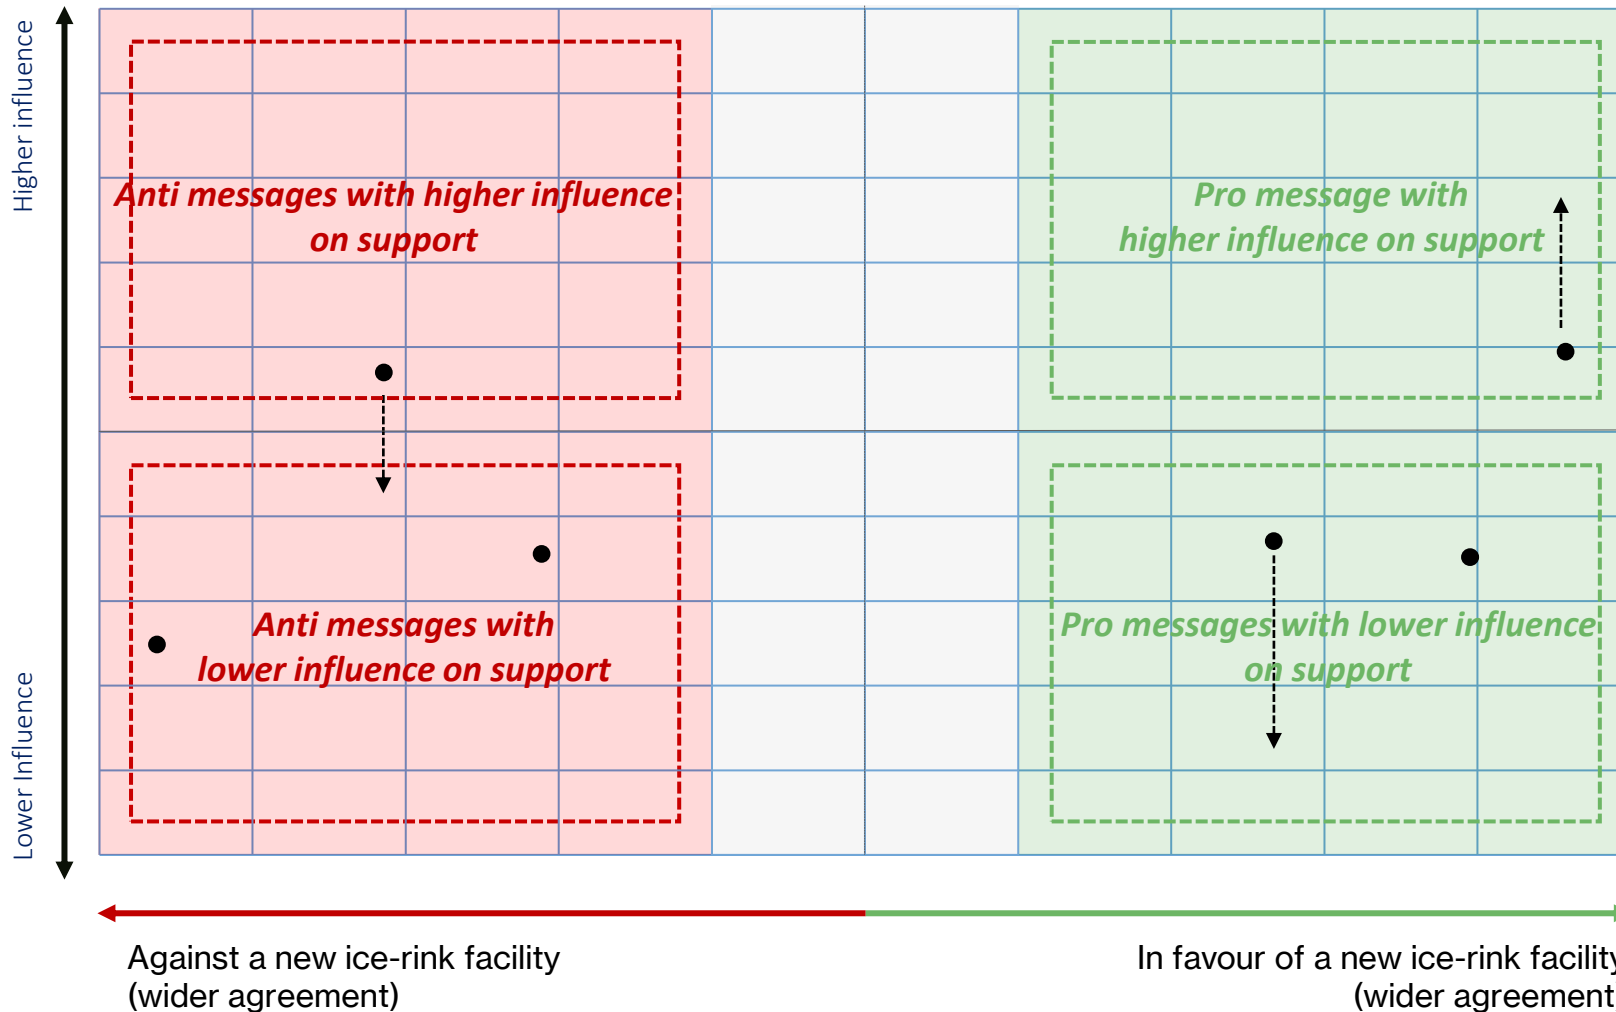 Higher influence
Anti messages with higher influence
on support
Pro message with
higher influence on support
Anti messages with
lower influence on support
Pro messages with lower influence
on support
Lower Influence
Against a new ice-rink facility
(wider agreement)
In favour of a new ice-rink facility
(wider agreement